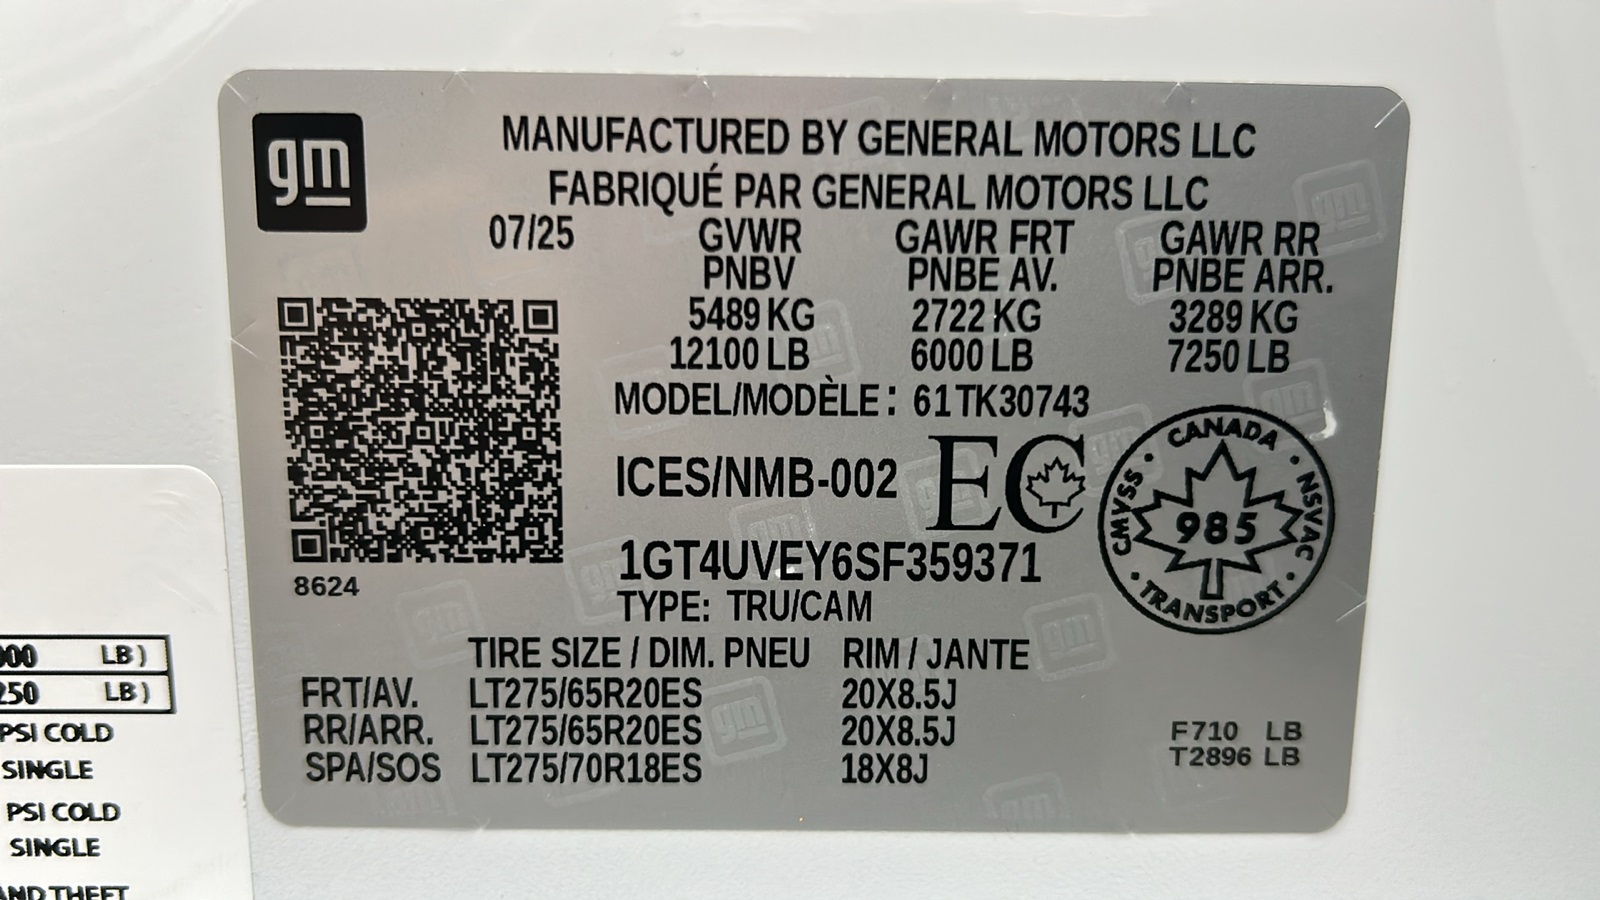 gm
MANUFACTURED BY GENERAL MOTORS LLC
FABRIQUÉ PAR GENERAL MOTORS LLC
07/25 GVWR GAWR FRT GAWR RR
PNBV PNBE AV. PNBE ARR.
5489 KG 2722 KG 3289 KG
12100 LB 6000 LB 7250 LB
MODEL/MODÈLE: 61TK30743
ICES/NMB-002 EC
CANADA
CMVSS 985 NSVAC
TRANSPORT
1GT4UVEY6SF359371
8624
TYPE: TRU/CAM
TIRE SIZE / DIM. PNEU RIM / JANTE
FRT/AV. LT275/65R20ES 20X8.5J
RR/ARR. LT275/65R20ES 20X8.5J
SPA/SOS LT275/70R18ES 18X8J
F710 LB
T2896 LB
LB)
LB)
PSI COLD
SINGLE
PSI COLD
SINGLE
AND THEFT